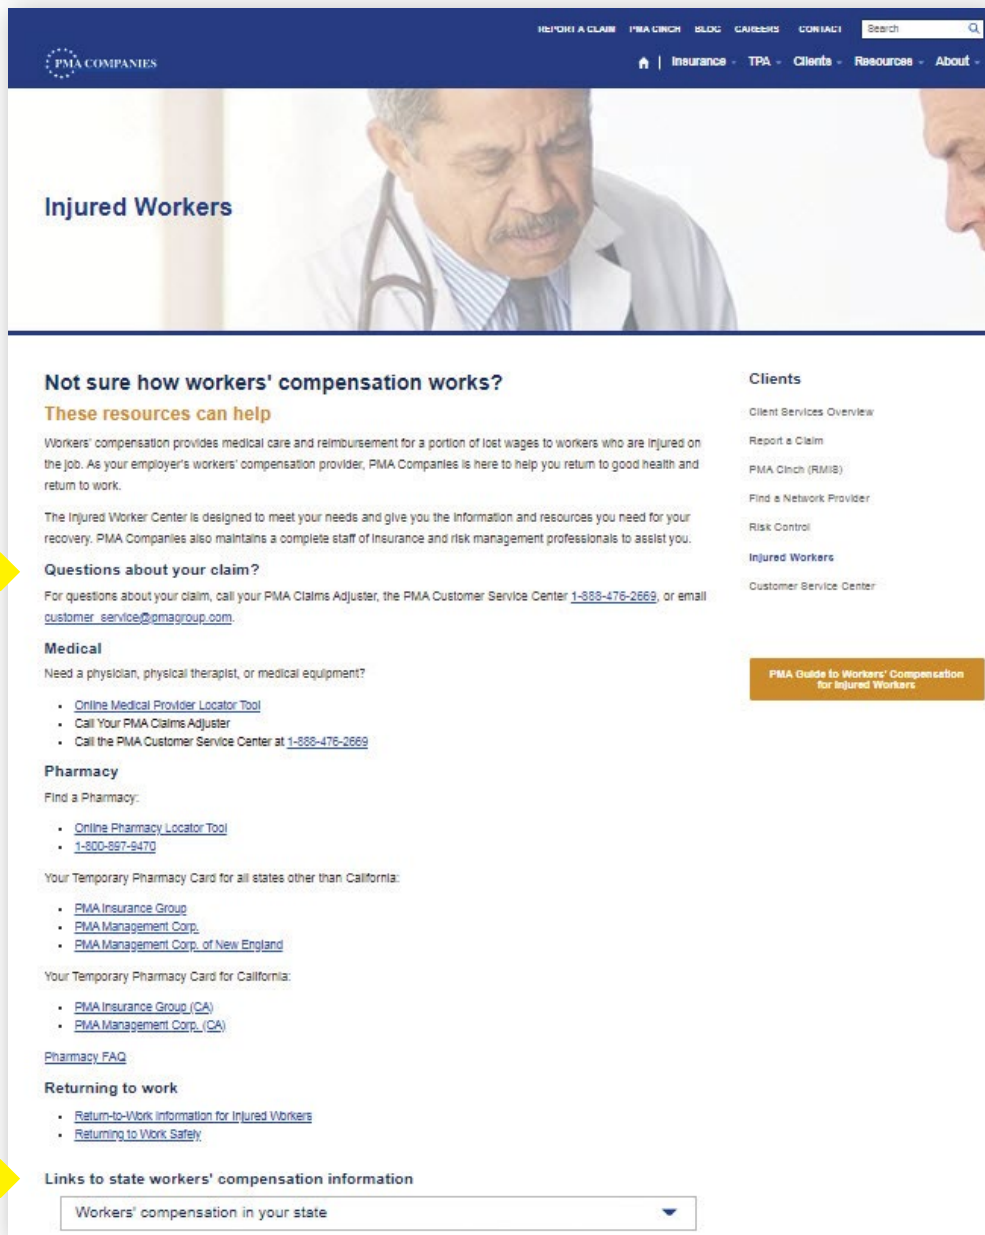 REPORT A CLAIM PMA CINCH BLOG CAREERS CONTACT Search
PMA COMPANIES
Insurance TPA Clients Resources About
Injured Workers
Not sure how workers' compensation works?
These resources can help
Workers' compensation provides medical care and reimbursement for a portion of lost wages to workers who are injured on
the job. As your employer's workers' compensation provider, PMA Companies is here to help you return to good health and
return to work.
The Injured Worker Center is designed to meet your needs and give you the information and resources you need for your
recovery. PMA Companies also maintains a complete staff of insurance and risk management professionals to assist you.
Questions about your claim?
For questions about your claim, call your PMA Claims Adjuster, the PMA Customer Service Center 1-888-476-2669, or email
customer_service@pmagroup.com.
Medical
Need a physician, physical therapist, or medical equipment?
• Online Medical Provider Locator Tool
• Call Your PMA Claims Adjuster
• Call the PMA Customer Service Center at 1-888-476-2669
Pharmacy
Find a Pharmacy:
• Online Pharmacy Locator Tool
• 1-800-897-9470
Your Temporary Pharmacy Card for all states other than California:
• PMA Insurance Group
• PMA Management Corp.
• PMA Management Corp. of New England
Your Temporary Pharmacy Card for California:
• PMA Insurance Group (CA)
• PMA Management Corp. (CA)
Pharmacy FAQ
Returning to work
• Return-to-Work Information for Injured Workers
• Returning to Work Safely
Links to state workers' compensation information
Workers' compensation in your state
Clients
Client Services Overview
Report a Claim
PMA Cinch (RMIS)
Find a Network Provider
Risk Control
Injured Workers
Customer Service Center
PMA Guide to Workers' Compensation
for Injured Workers